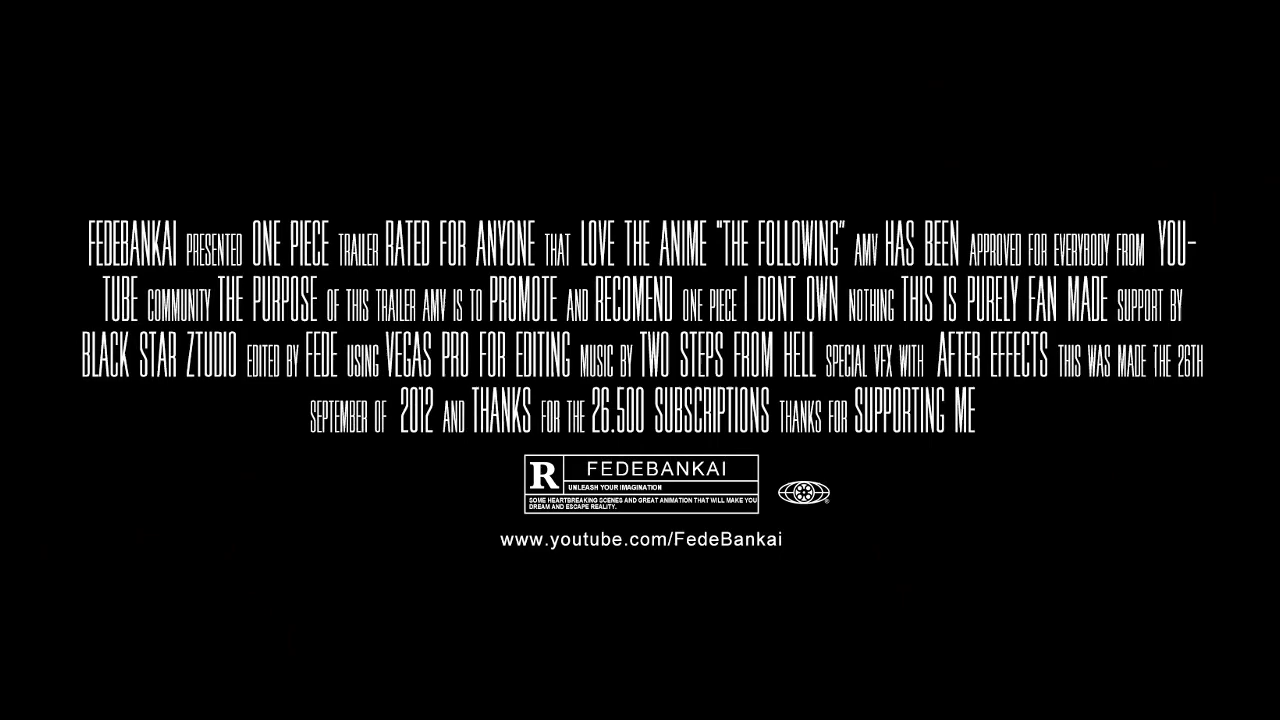 FEDEBANKAI PRESENTED ONE PIECE TRAILER RATED FOR ANYONE THAT LOVE THE ANIME "THE FOLLOWING" AMV HAS BEEN APPROVED FOR EVERYBODY FROM YOU-
TUBE COMMUNITY THE PURPOSE OF THIS TRAILER AMV IS TO PROMOTE AND RECOMEND ONE PIECE I DONT OWN NOTHING THIS IS PURELY FAN MADE SUPPORT BY
BLACK STAR ZTUDIO EDITED BY FEDE USING VEGAS PRO FOR EDITING MUSIC BY TWO STEPS FROM HELL SPECIAL VFX WITH AFTER EFFECTS THIS WAS MADE THE 26TH
SEPTEMBER OF 2012 AND THANKS FOR THE 26.500 SUBSCRIPTIONS THANKS FOR SUPPORTING ME
R FEDEBANKAI
UNLEASH YOUR IMAGINATION
SOME HEARTBREAKING SCENES AND GREAT ANIMATION THAT WILL MAKE YOU
DREAM AND ESCAPE REALITY.
®
www.youtube.com/FedeBankai